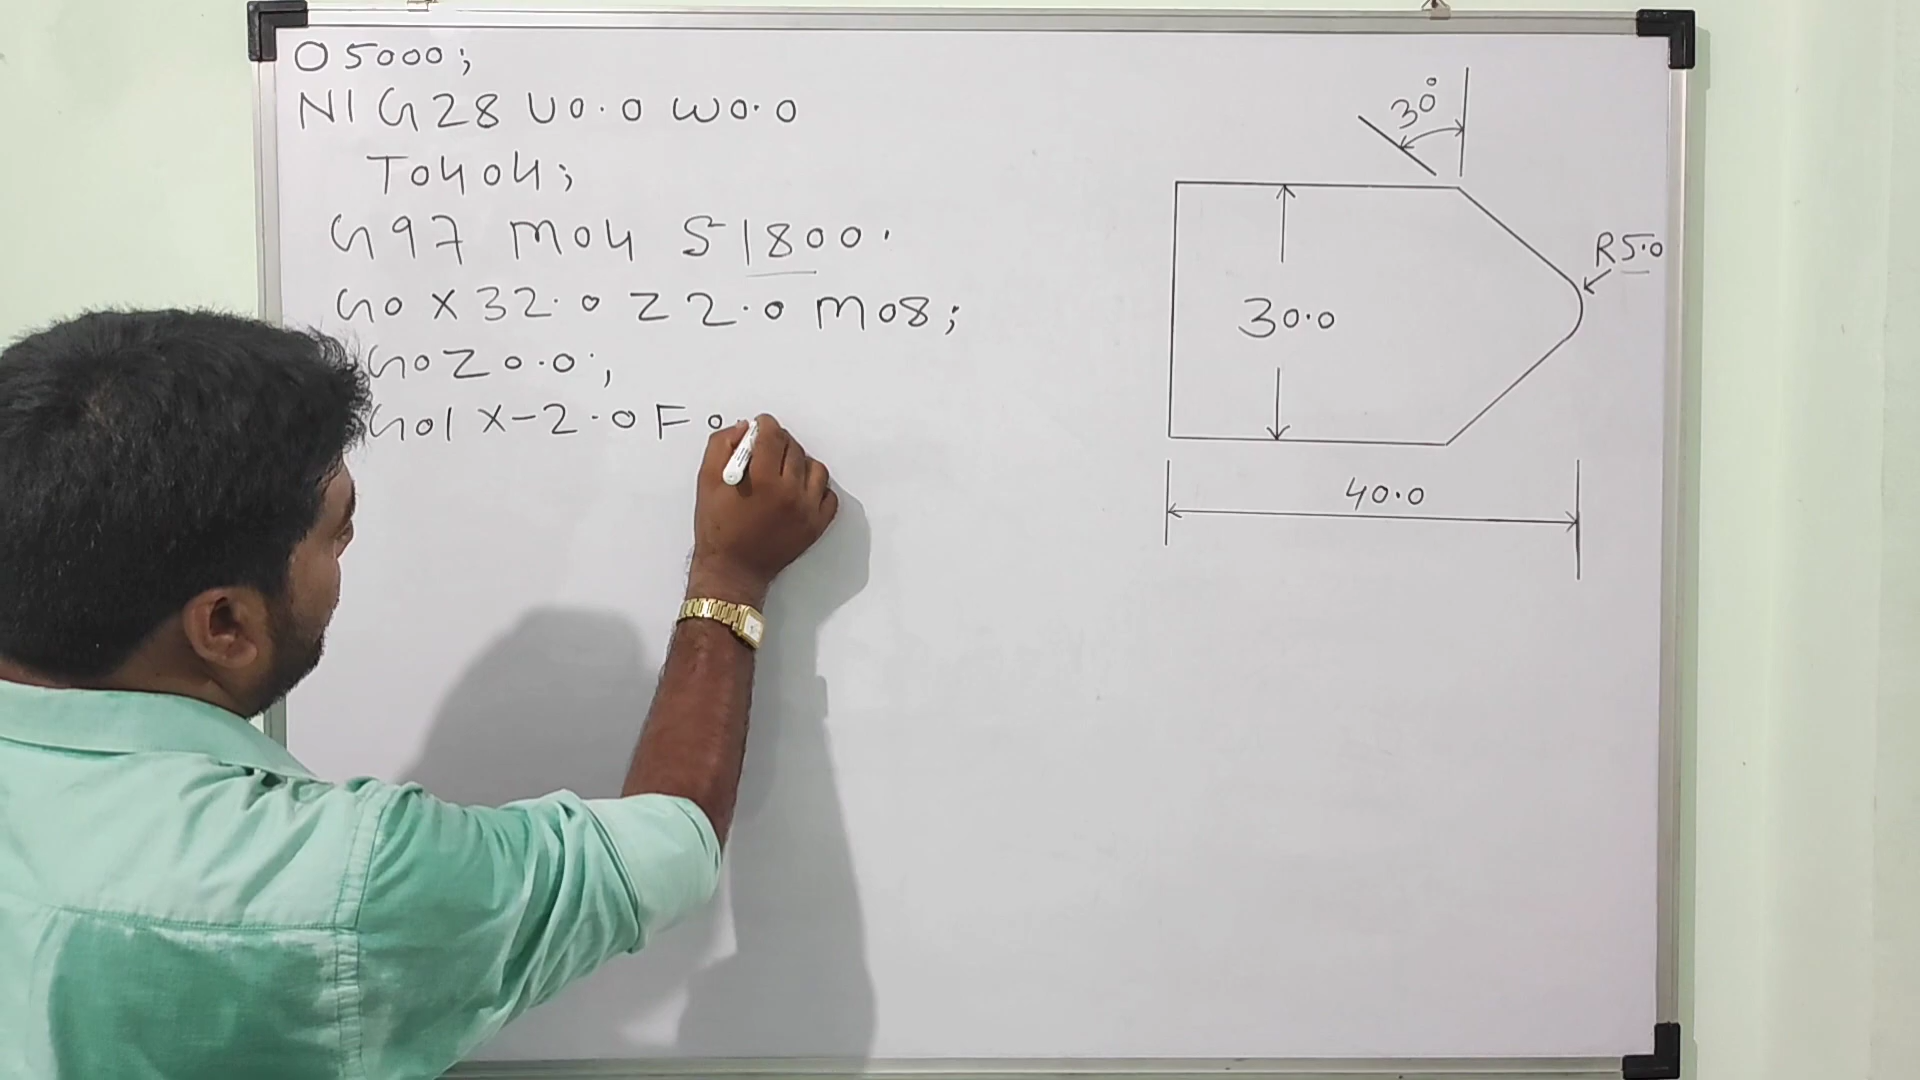 O5000;
N1 G28 U0.0 W0.0
T0404;
G97 M04 S1800.
G0 X32.0 Z2.0 M08;
G0 Z0.0;
G01 X-2.0 F0.
30°
R5.0
30.0
40.0